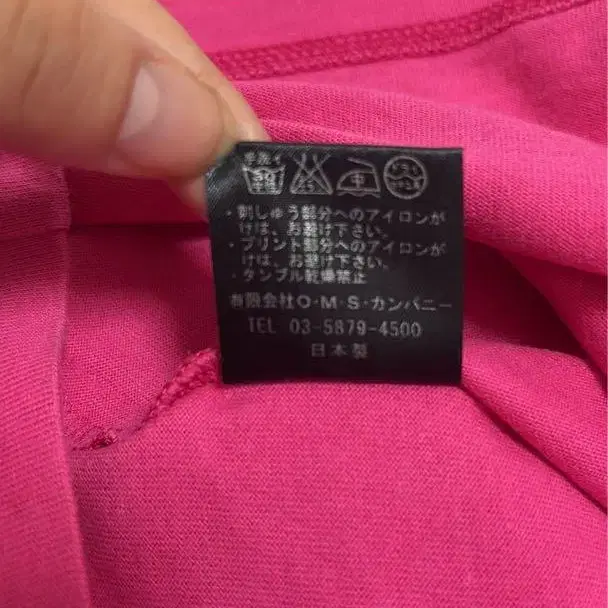 手洗イ
30 中
・刺しゅう部分へのアイロンが
けは、お避け下さい。
・プリント部分へのアイロンが
けは、お避け下さい。
・タンブル乾燥禁止
有限会社O・M・S・カンパニー
TEL 03-5879-4500
日本製